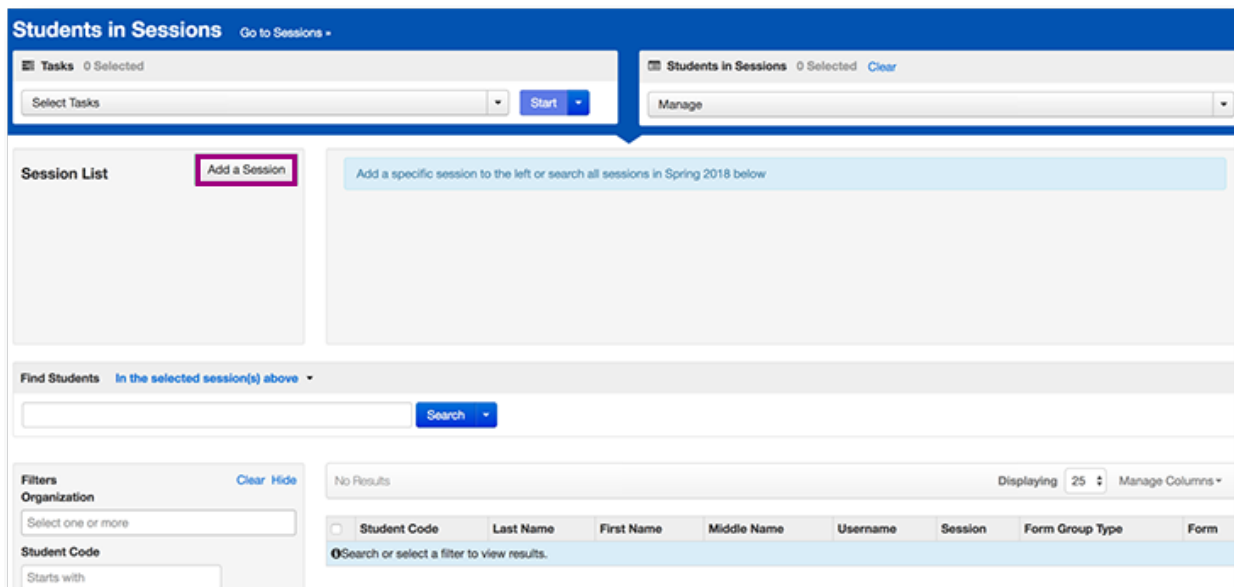 Students in Sessions Go to Sessions »
Tasks 0 Selected
Students in Sessions 0 Selected Clear
Select Tasks
Start
Manage
Session List
Add a Session
Add a specific session to the left or search all sessions in Spring 2018 below
Find Students In the selected session(s) above
Search
Filters
Clear Hide
Organization
Select one or more
Student Code
Starts with
No Results
Displaying 25 Manage Columns
Student Code Last Name First Name Middle Name Username Session Form Group Type Form
Search or select a filter to view results.